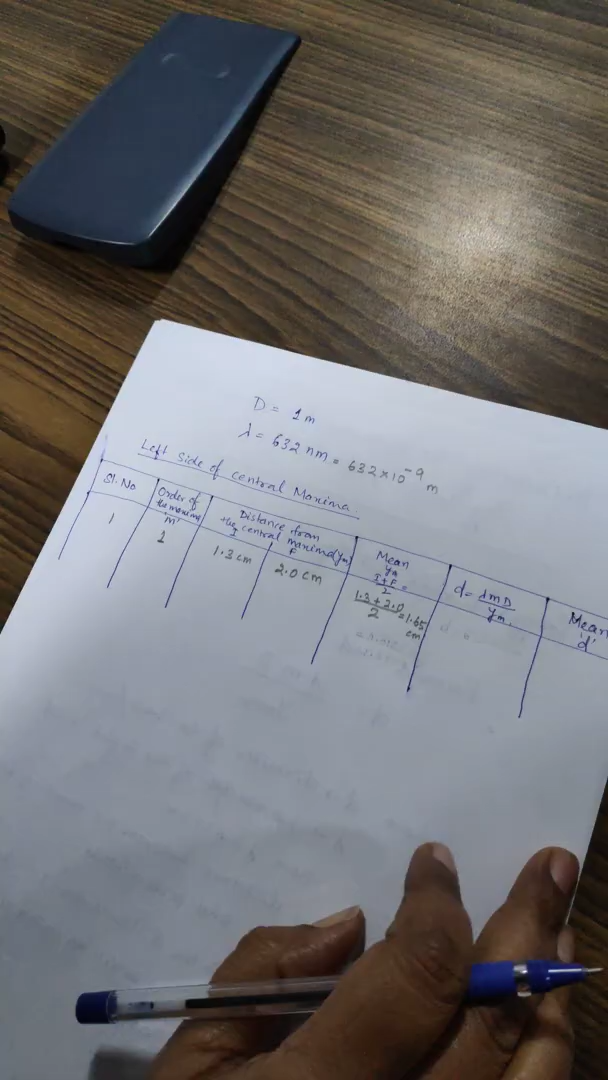 D = 1 m
λ = 632 nm = 632 × 10⁻⁹ m
Left Side of central Maxima.
Sl. No
Order of the maxima 'm'
Distance from the central maxima (yₘ)
I
F
Mean yₘ
I+F/2 =
d = λmD/yₘ
Mean 'd'
1
1
1.3 cm
2.0 cm
1.3 + 2.0/2 = 1.65 cm